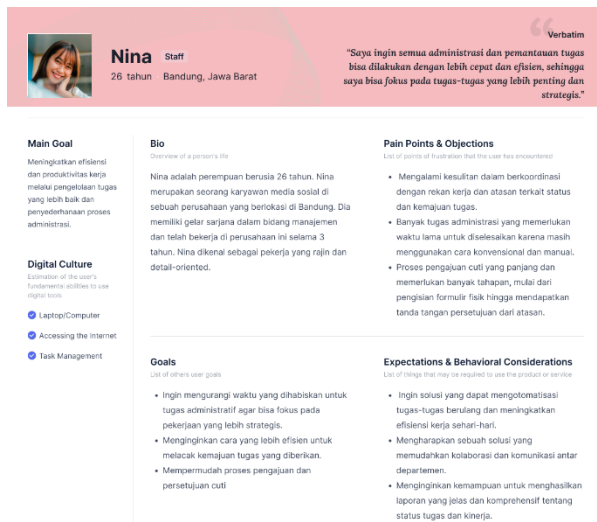 Nina Staff
26 tahun Bandung, Jawa Barat
Verbatim
“Saya ingin semua administrasi dan pemantauan tugas
bisa dilakukan dengan lebih cepat dan efisien, sehingga
saya bisa fokus pada tugas-tugas yang lebih penting dan
strategis.”
Main Goal
Meningkatkan efisiensi
dan produktivitas kerja
melalui pengelolaan tugas
yang lebih baik dan
penyederhanaan proses
administrasi.
Digital Culture
Estimation of the user's
fundamental abilities to use
digital tools
Laptop/Computer
Accessing the Internet
Task Management
Bio
Overview of a person's life
Nina adalah perempuan berusia 26 tahun. Nina
merupakan seorang karyawan media sosial di
sebuah perusahaan yang berlokasi di Bandung. Dia
memiliki gelar sarjana dalam bidang manajemen
dan telah bekerja di perusahaan ini selama 3
tahun. Nina dikenal sebagai pekerja yang rajin dan
detail-oriented.
Pain Points & Objections
List of points of frustration that the user has encountered
• Mengalami kesulitan dalam berkoordinasi
dengan rekan kerja dan atasan terkait status
dan kemajuan tugas.
• Banyak tugas administrasi yang memerlukan
waktu lama untuk diselesaikan karena masih
menggunakan cara konvensional dan manual.
• Proses pengajuan cuti yang panjang dan
memerlukan banyak tahapan, mulai dari
pengisian formulir fisik hingga mendapatkan
tanda tangan persetujuan dari atasan.
Goals
List of others user goals
• Ingin mengurangi waktu yang dihabiskan untuk
tugas administratif agar bisa fokus pada
pekerjaan yang lebih strategis.
• Menginginkan cara yang lebih efisien untuk
melacak kemajuan tugas yang diberikan.
• Mempermudah proses pengajuan dan
persetujuan cuti
Expectations & Behavioral Considerations
List of things that may be required to use the product or service
• Ingin solusi yang dapat mengotomatisasi
tugas-tugas berulang dan meningkatkan
efisiensi kerja sehari-hari.
• Mengharapkan sebuah solusi yang
memudahkan kolaborasi dan komunikasi antar
departemen.
• Menginginkan kemampuan untuk menghasilkan
laporan yang jelas dan komprehensif tentang
status tugas dan kinerja.